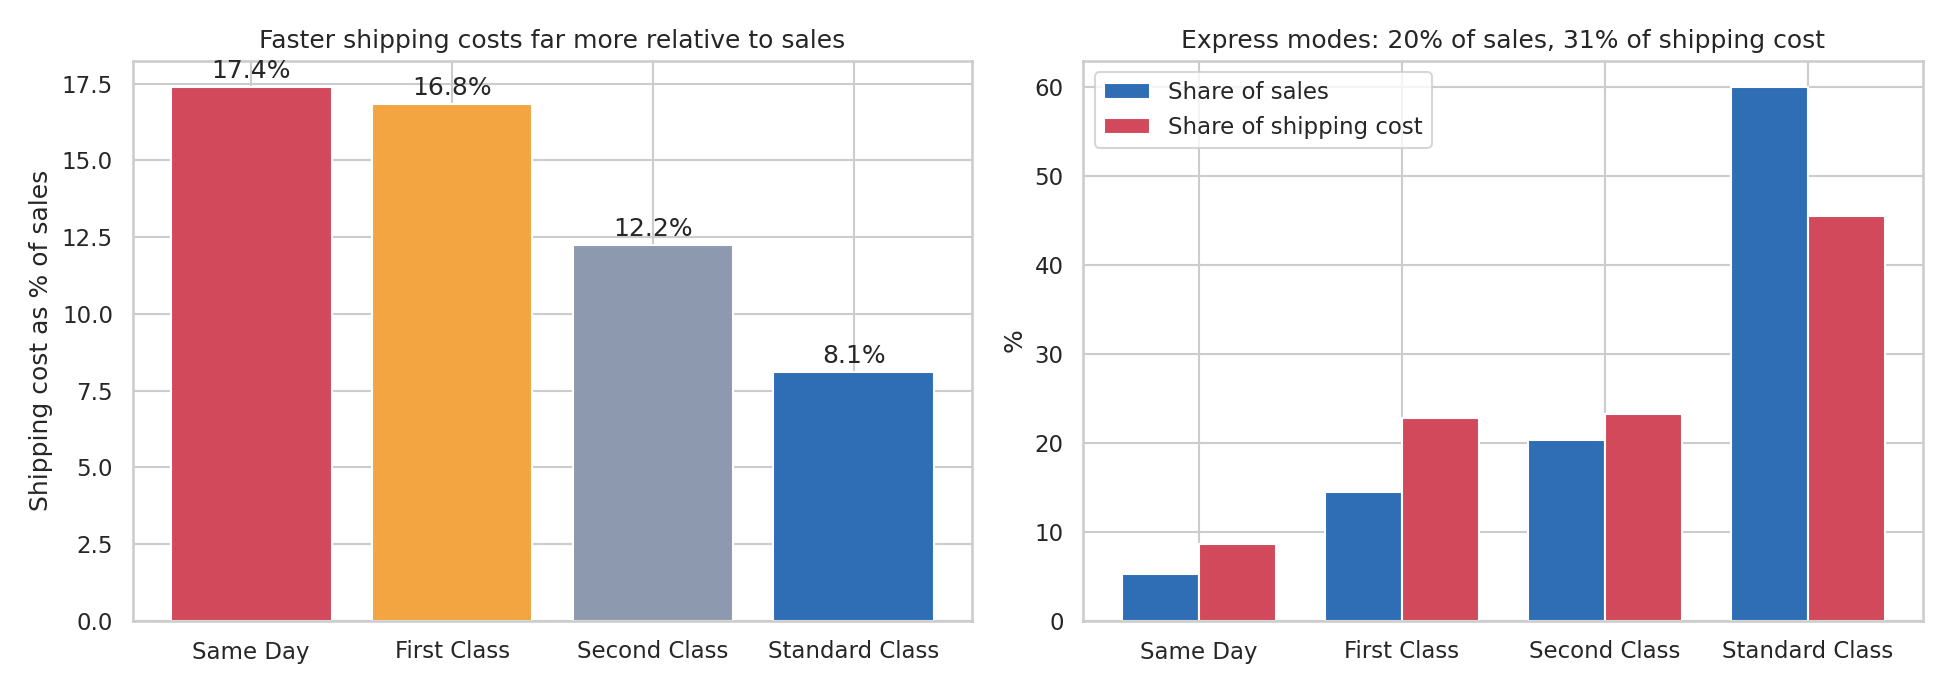 Faster shipping costs far more relative to sales
Shipping cost as % of sales
17.5
15.0
12.5
10.0
7.5
5.0
2.5
0.0
17.4%
16.8%
12.2%
8.1%
Same Day
First Class
Second Class
Standard Class
Express modes: 20% of sales, 31% of shipping cost
Share of sales
Share of shipping cost
%
60
50
40
30
20
10
0
Same Day
First Class
Second Class
Standard Class